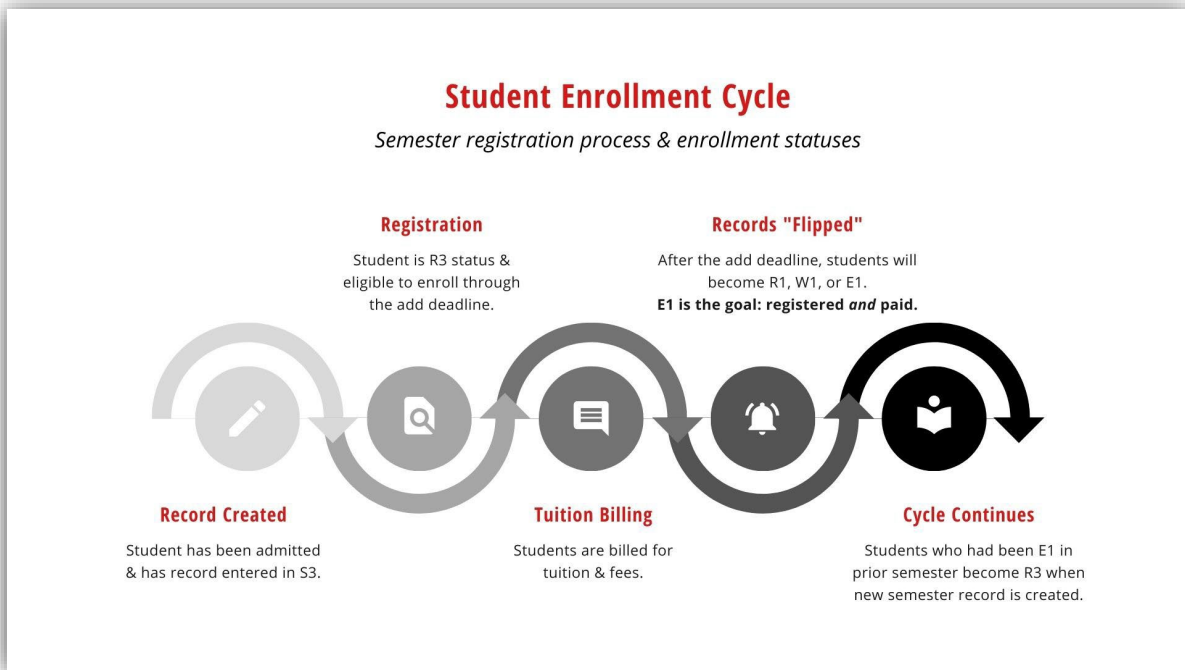 Student Enrollment Cycle
Semester registration process & enrollment statuses
Record Created
Student has been admitted
& has record entered in S3.
Registration
Student is R3 status &
eligible to enroll through
the add deadline.
Tuition Billing
Students are billed for
tuition & fees.
Records "Flipped"
After the add deadline, students will
become R1, W1, or E1.
E1 is the goal: registered and paid.
Cycle Continues
Students who had been E1 in
prior semester become R3 when
new semester record is created.